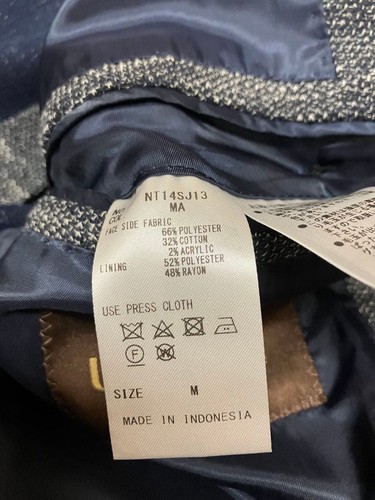 NT14SJ13
MA
FACE SIDE FABRIC
66% POLYESTER
32% COTTON
2% ACRYLIC
LINING 52% POLYESTER
48% RAYON
USE PRESS CLOTH
F W
SIZE M
MADE IN INDONESIA